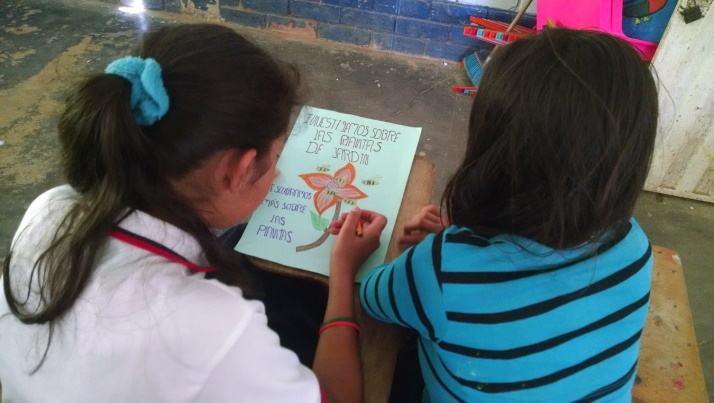 INVESTIGAMOS SOBRE
LAS PLANTAS
DE JARDIN
MÁS SOBRE
LAS
PLANTAS